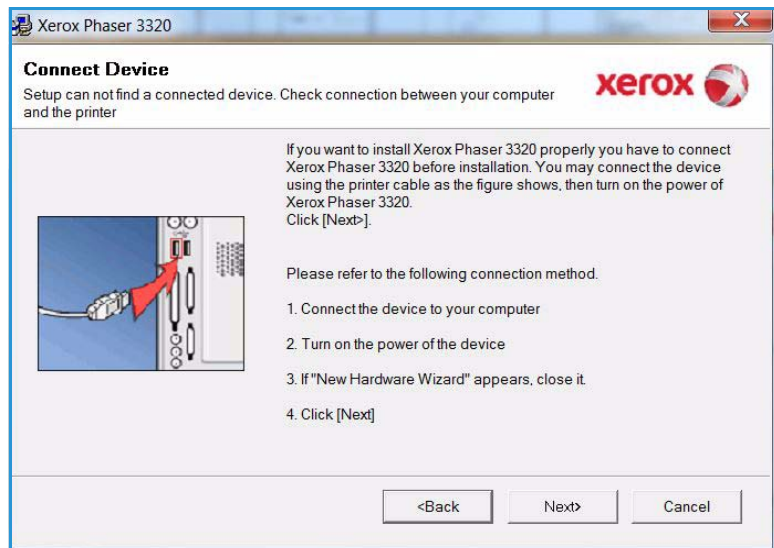 Xerox Phaser 3320
X
Connect Device
Setup can not find a connected device. Check connection between your computer
and the printer
xerox
If you want to install Xerox Phaser 3320 properly you have to connect
Xerox Phaser 3320 before installation. You may connect the device
using the printer cable as the figure shows, then turn on the power of
Xerox Phaser 3320.
Click [Next>].
Please refer to the following connection method.
1. Connect the device to your computer
2. Turn on the power of the device
3. If "New Hardware Wizard" appears, close it.
4. Click [Next]
<Back
Next>
Cancel